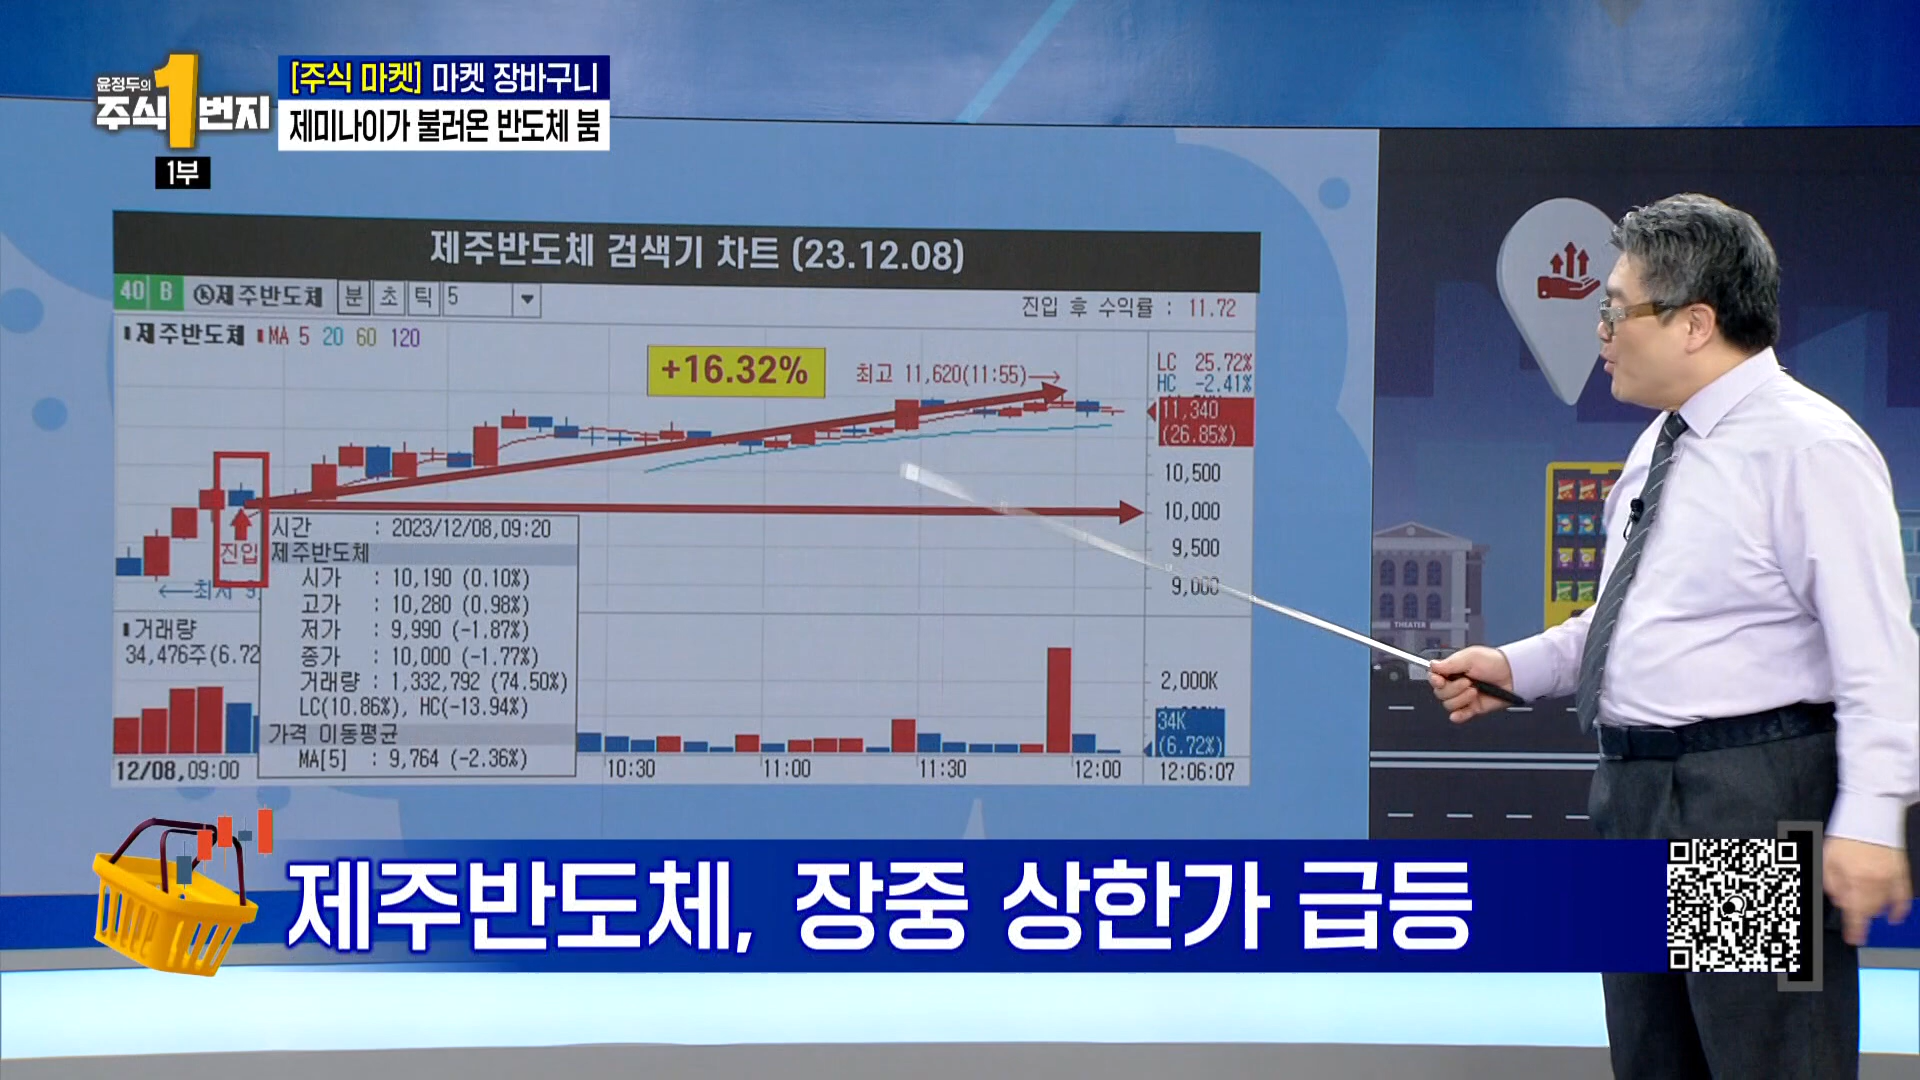 윤정두의
주식1번지
1부
[주식 마켓] 마켓 장바구니
제미나이가 불러온 반도체 붐
제주반도체 검색기 차트 (23.12.08)
40 B ⓚ제주반도체 분 초 틱 5
진입 후 수익률 : 11.72
제주반도체 MA 5 20 60 120
+16.32%
최고 11,620(11:55)
LC 25.72%
HC -2.41%
11,340
(26.85%)
10,500
10,000
9,500
9,000
진입
시간 : 2023/12/08,09:20
제주반도체
시가 : 10,190 (0.10%)
고가 : 10,280 (0.98%)
저가 : 9,990 (-1.87%)
종가 : 10,000 (-1.77%)
거래량 : 1,332,792 (74.50%)
LC(10.86%), HC(-13.94%)
가격 이동평균
MA[5] : 9,764 (-2.36%)
거래량
34,476주(6.72
2,000K
34K
(6.72%)
12/08,09:00 10:30 11:00 11:30 12:00 12:06:07
THEATER
제주반도체, 장중 상한가 급등